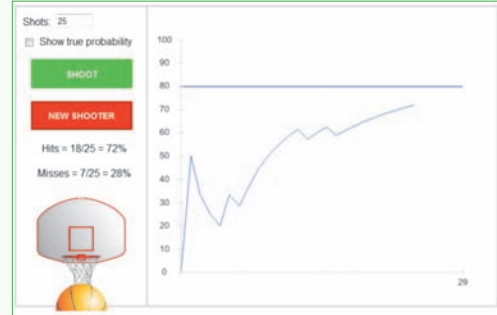 Shots: 25
Show true probability
SHOOT
NEW SHOOTER
Hits = 18/25 = 72%
Misses = 7/25 = 28%
100
90
80
70
60
50
40
30
20
10
0
29